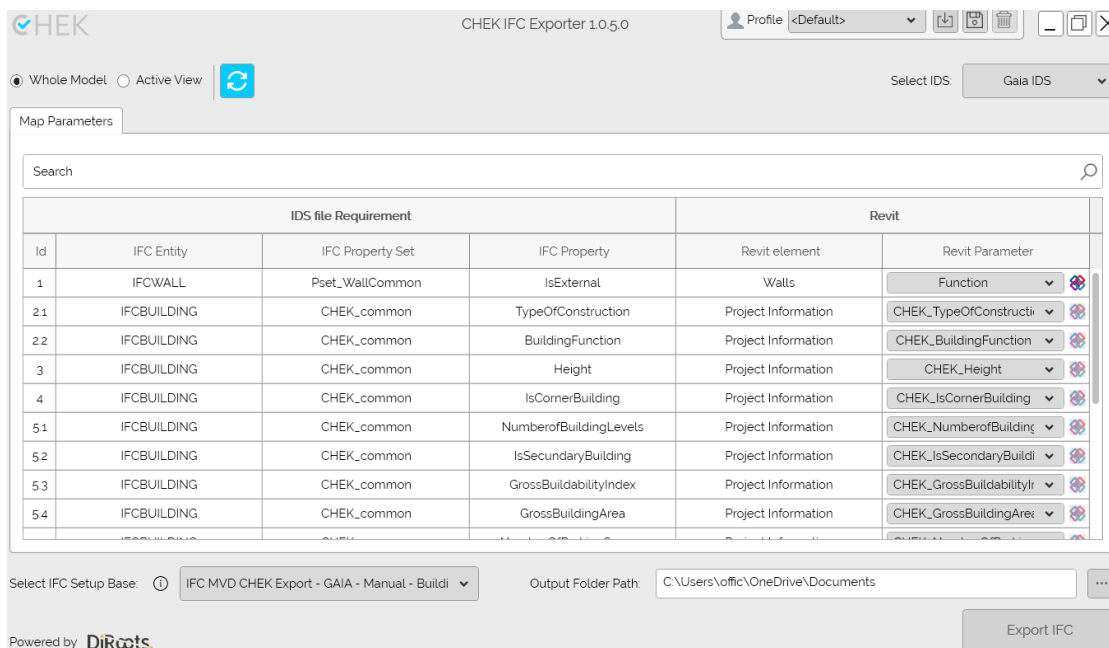 CHEK
CHEK IFC Exporter 1.0.5.0
Profile <Default>
Whole Model Active View
Select IDS: Gaia IDS
Map Parameters
Search
IDS file Requirement Revit
Id IFC Entity IFC Property Set IFC Property Revit element Revit Parameter
1 IFCWALL Pset_WallCommon IsExternal Walls Function
2.1 IFCBUILDING CHEK_common TypeOfConstruction Project Information CHEK_TypeOfConstructi
2.2 IFCBUILDING CHEK_common BuildingFunction Project Information CHEK_BuildingFunction
3 IFCBUILDING CHEK_common Height Project Information CHEK_Height
4 IFCBUILDING CHEK_common IsCornerBuilding Project Information CHEK_IsCornerBuilding
5.1 IFCBUILDING CHEK_common NumberofBuildingLevels Project Information CHEK_NumberofBuilding
5.2 IFCBUILDING CHEK_common IsSecundaryBuilding Project Information CHEK_IsSecondaryBuildi
5.3 IFCBUILDING CHEK_common GrossBuildabilityIndex Project Information CHEK_GrossBuildabilityIr
5.4 IFCBUILDING CHEK_common GrossBuildingArea Project Information CHEK_GrossBuildingArea
Select IFC Setup Base: IFC MVD CHEK Export - GAIA - Manual - Buildi Output Folder Path: C:\Users\offic\OneDrive\Documents ...
Export IFC
Powered by DiRoots.